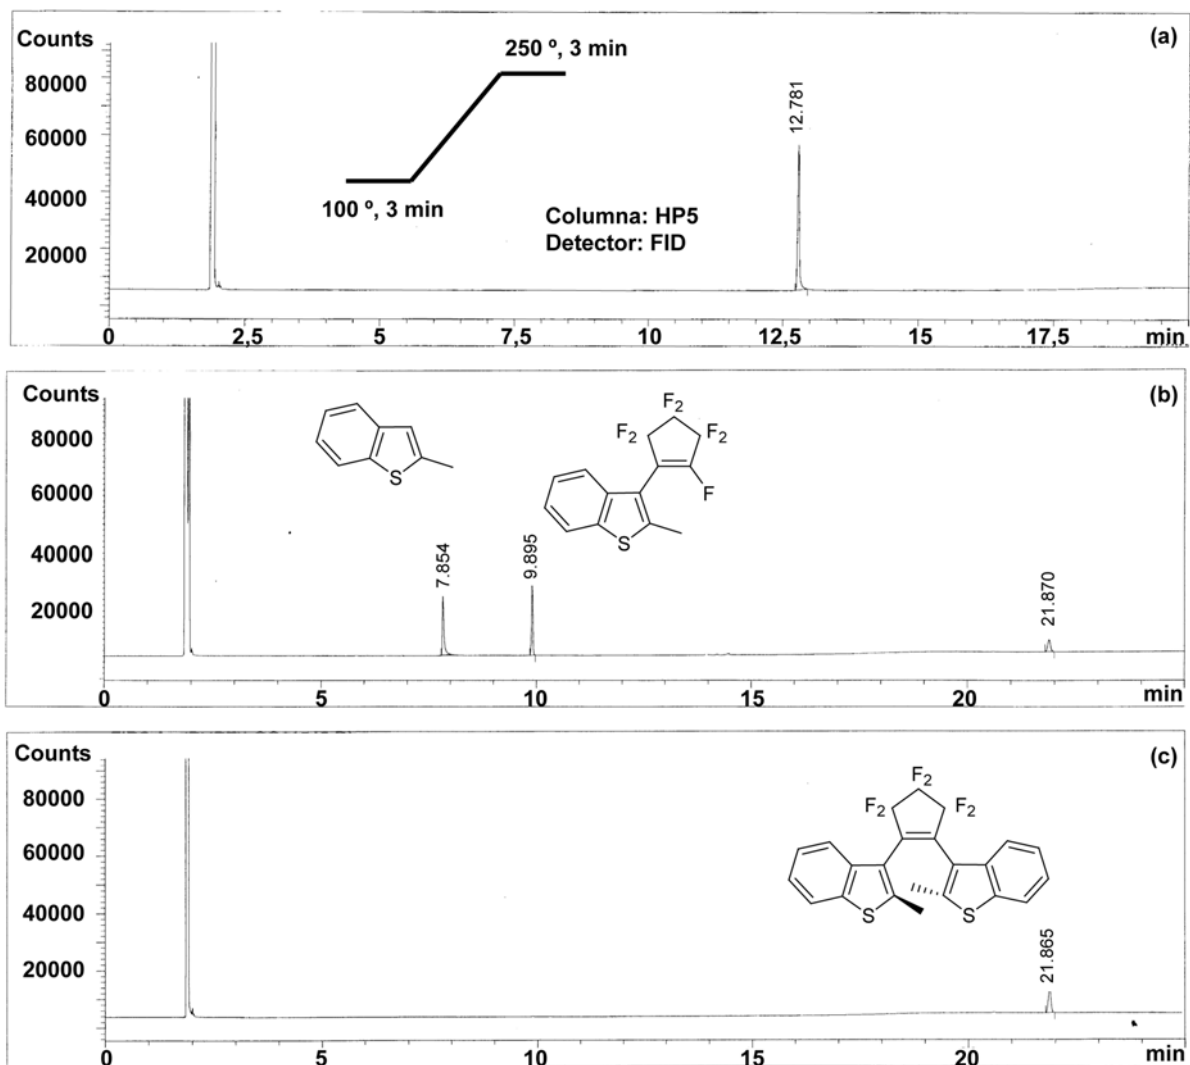 Counts
(a)
80000
60000
40000
20000
250 º, 3 min
100 º, 3 min
Columna: HP5
Detector: FID
12.781
0 2,5 5 7,5 10 12,5 15 17,5 min
Counts
(b)
80000
60000
40000
20000
S
F2
F2 F2
F
S
7.854
9.895
21.870
0 5 10 15 20 min
Counts
(c)
80000
60000
40000
20000
F2
F2 F2
S S
21.865
0 5 10 15 20 min